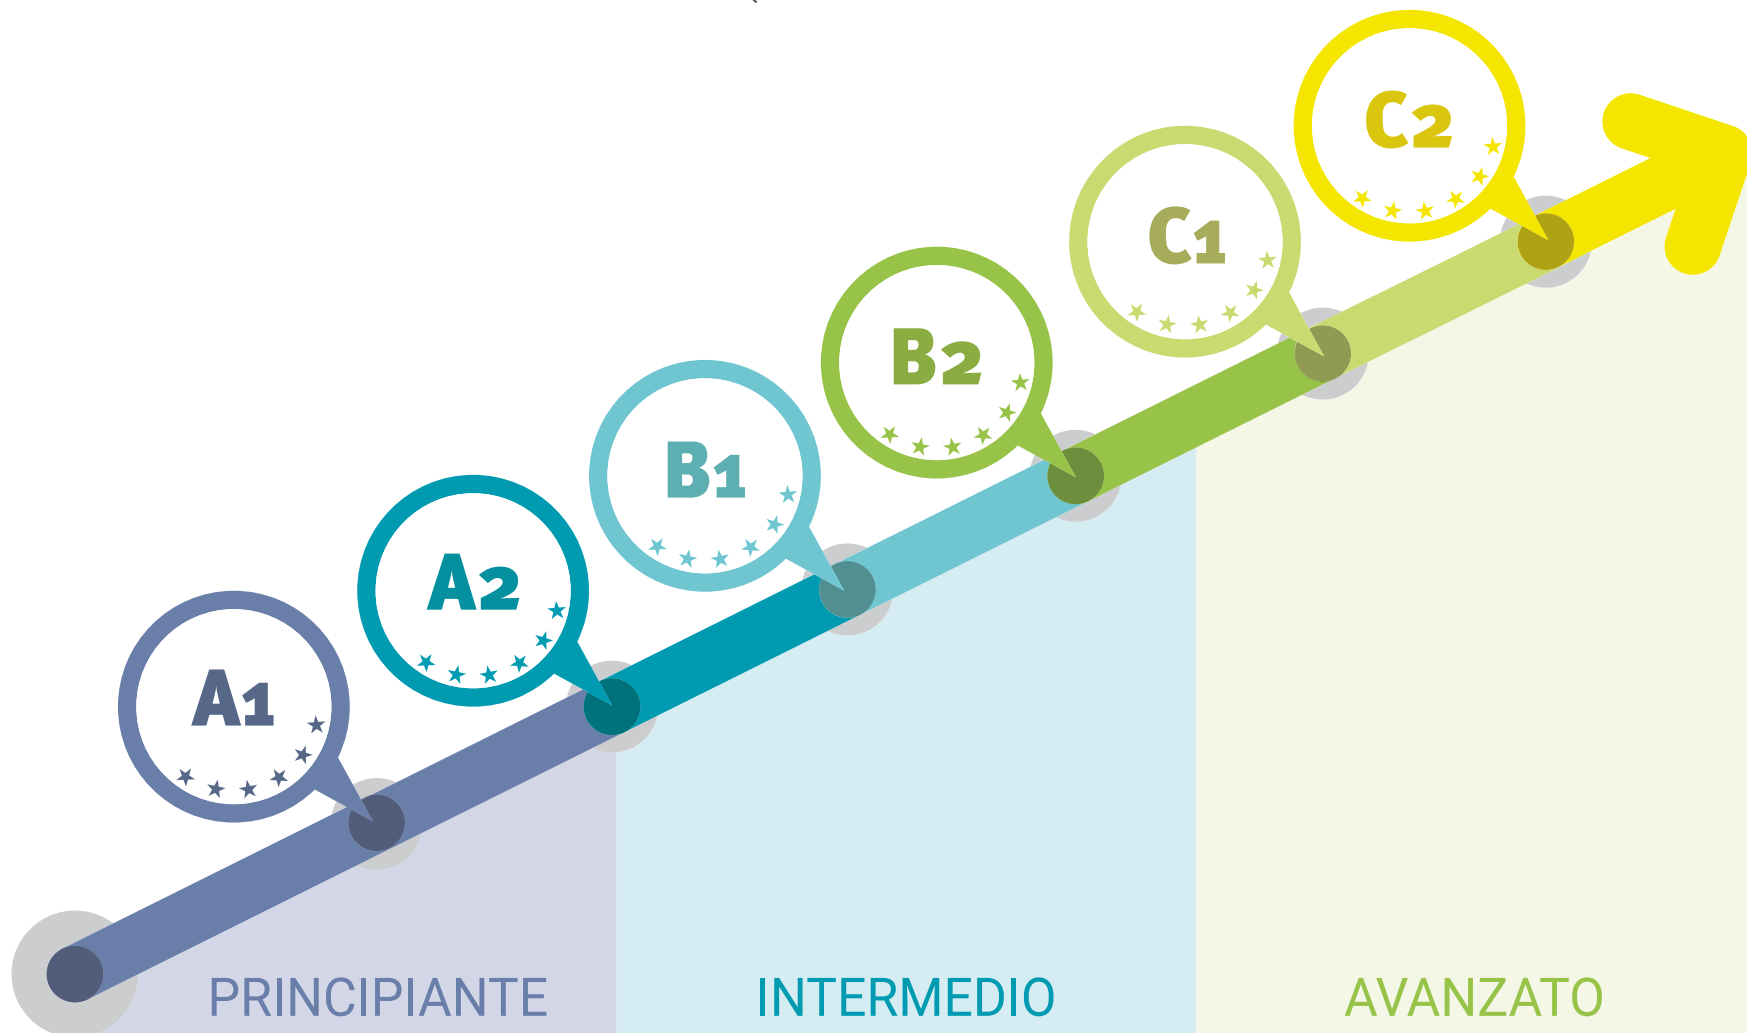 C2
C1
B2
B1
A2
A1
PRINCIPIANTE INTERMEDIO AVANZATO